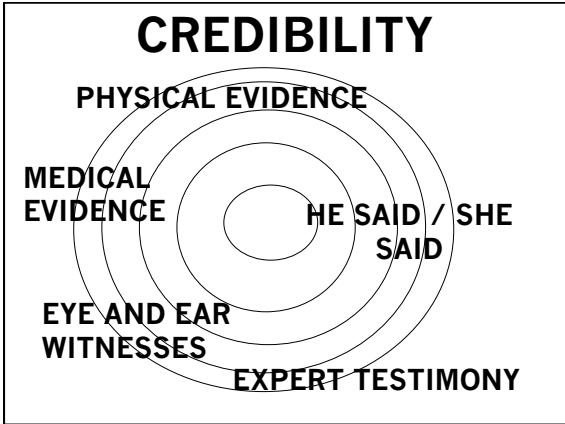 CREDIBILITY
PHYSICAL EVIDENCE
MEDICAL
EVIDENCE
HE SAID / SHE
SAID
EYE AND EAR
WITNESSES
EXPERT TESTIMONY